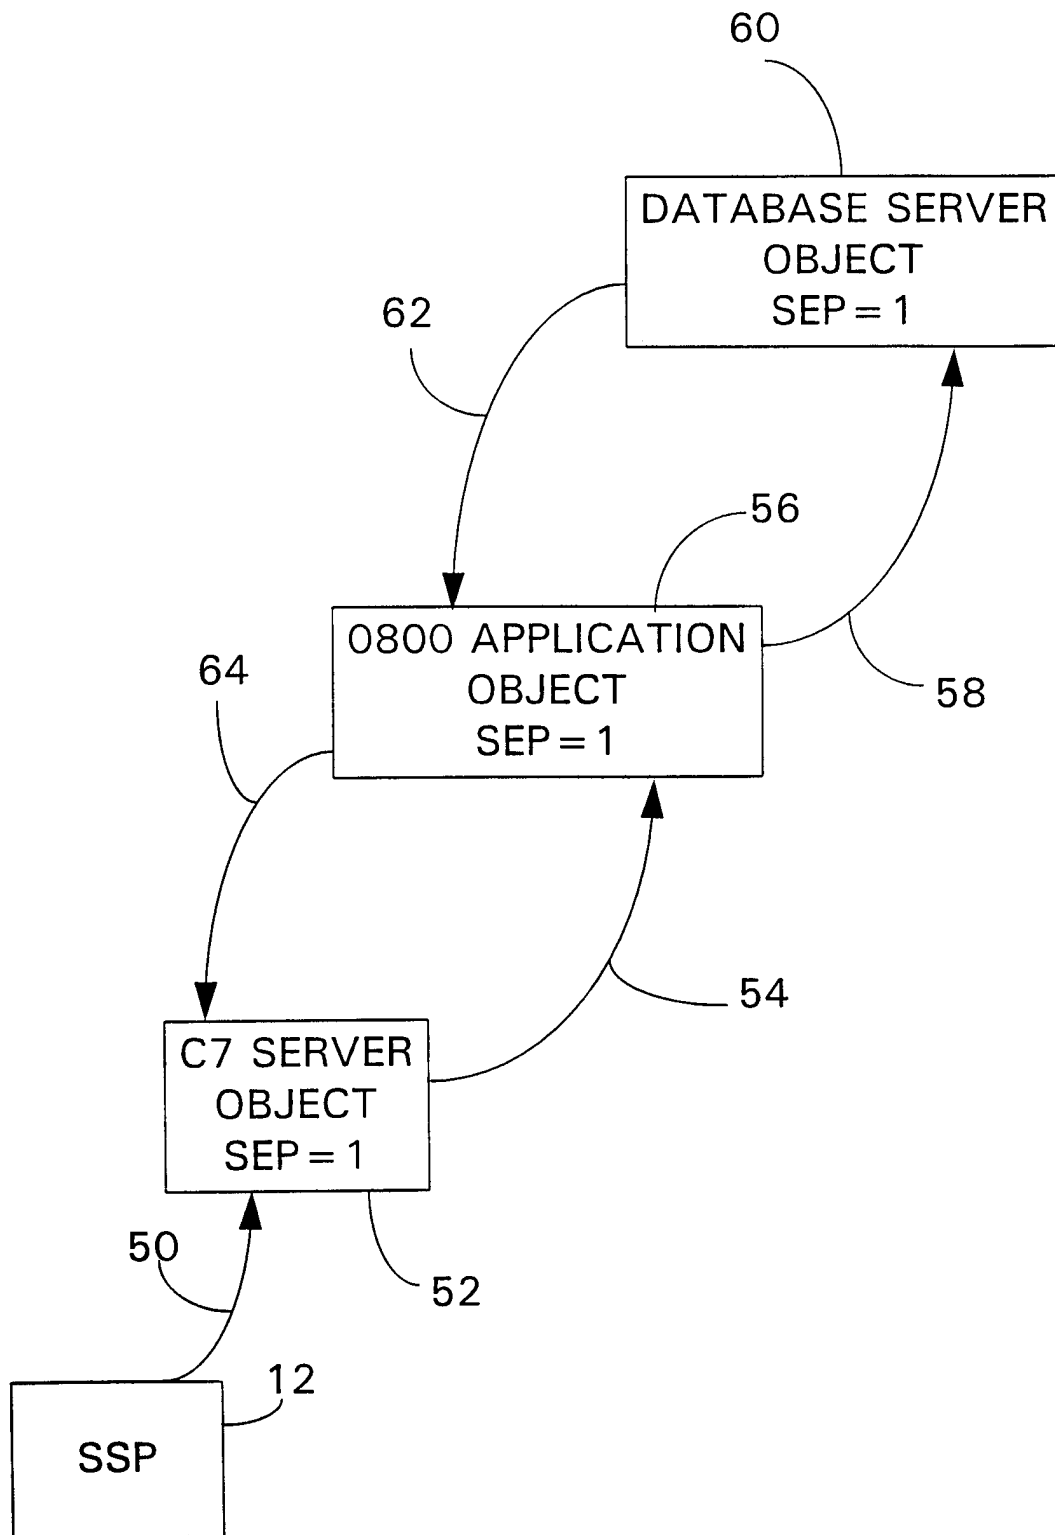 60
DATABASE SERVER
OBJECT
SEP = 1
62
56
0800 APPLICATION
OBJECT
SEP = 1
58
64
54
C7 SERVER
OBJECT
SEP = 1
50
52
12
SSP